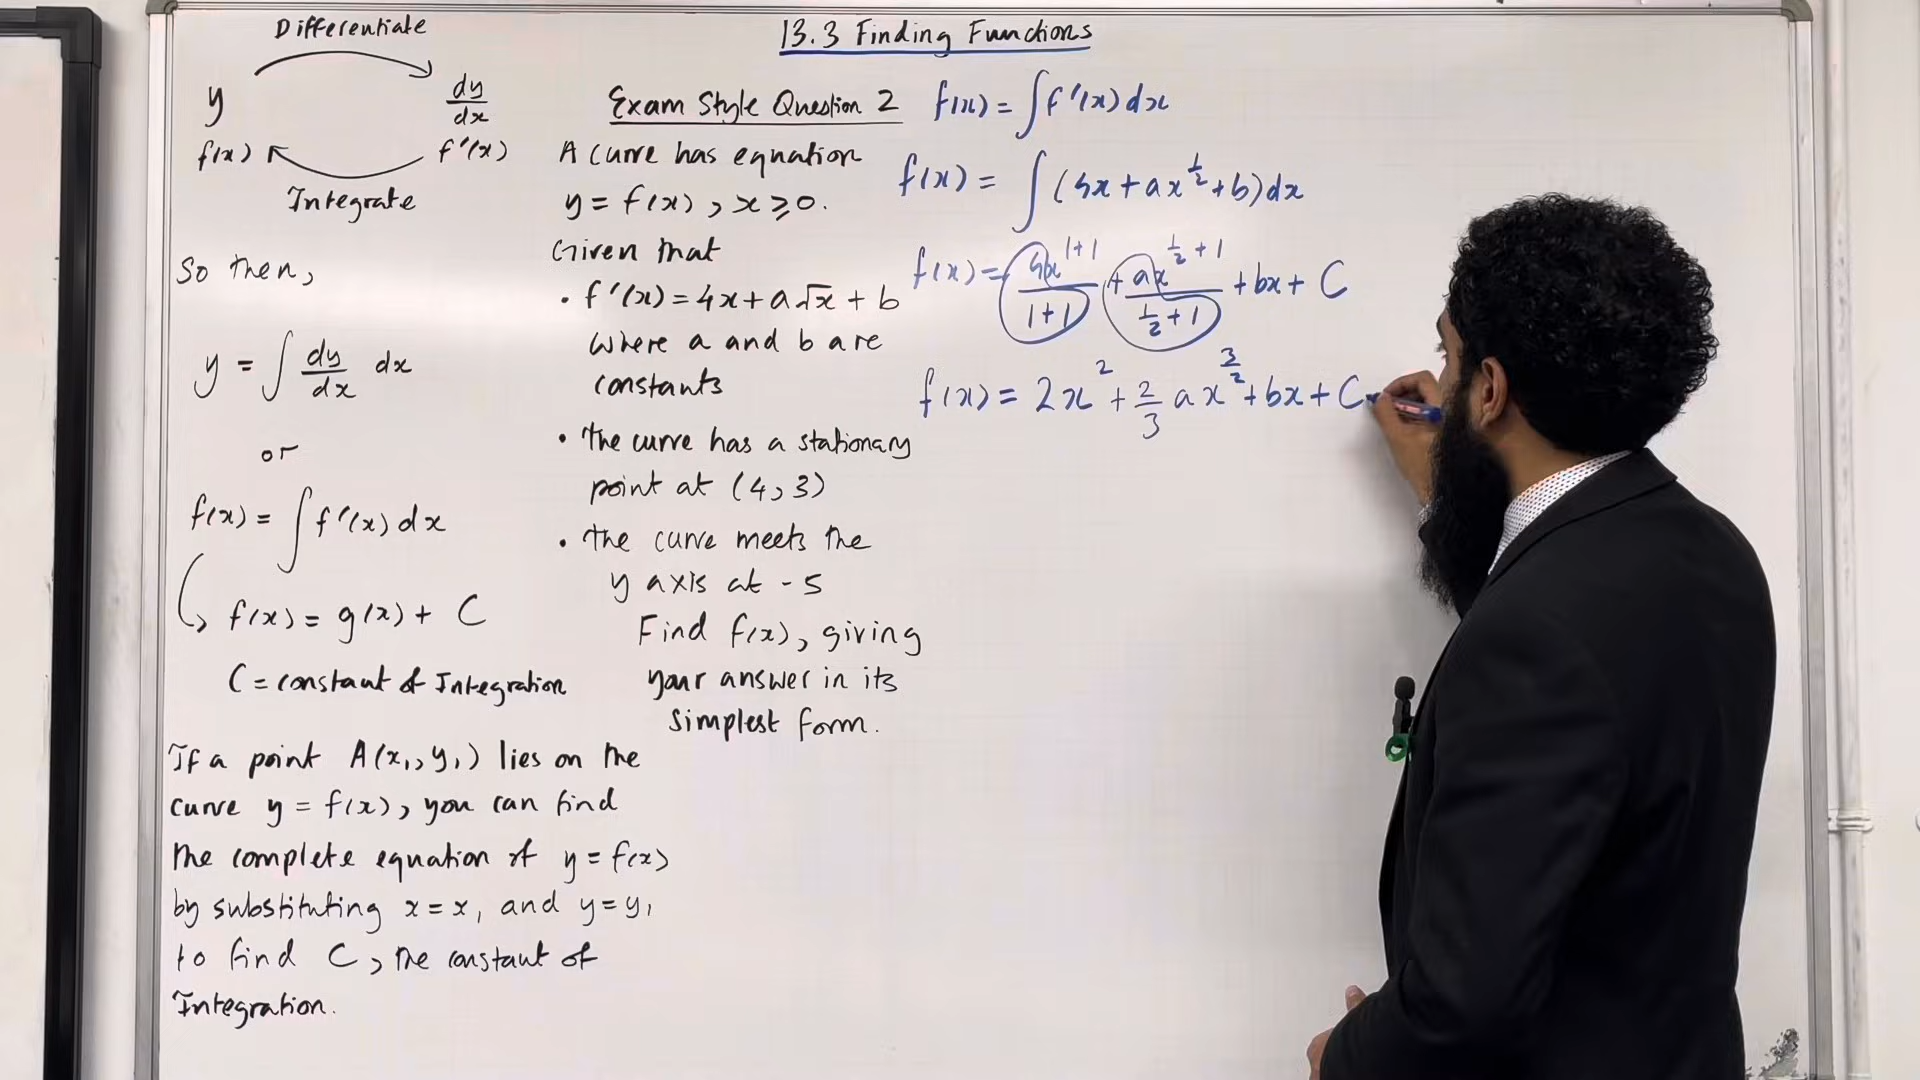 13.3 Finding Functions
Differentiate
y dy/dx
f(x) f'(x)
Integrate
So then,
y = ∫ dy/dx dx
or
f(x) = ∫ f'(x) dx
f(x) = g(x) + C
C = constant of Integration
If a point A(x₁, y₁) lies on the
curve y = f(x), you can find
the complete equation of y = f(x)
by substituting x = x₁ and y = y₁
to find C, the constant of
Integration.
Exam Style Question 2
A curve has equation
y = f(x), x ≥ 0.
Given that
• f'(x) = 4x + a√x + b
where a and b are
constants
• the curve has a stationary
point at (4, 3)
• the curve meets the
y axis at -5
Find f(x), giving
your answer in its
simplest form.
f(x) = ∫ f'(x) dx
f(x) = ∫ (4x + ax^(1/2) + b) dx
f(x) = 4x^(1+1)/(1+1) + ax^(1/2+1)/(1/2+1) + bx + C
f(x) = 2x² + 2/3 ax^(3/2) + bx + C